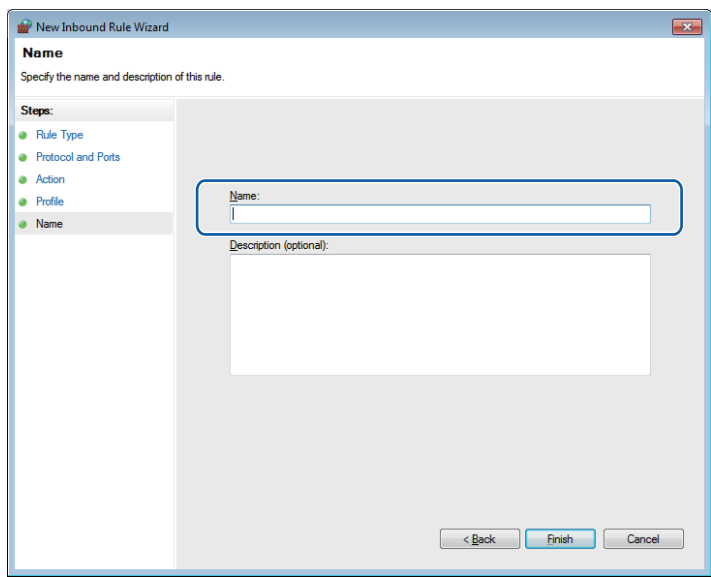 New Inbound Rule Wizard
Name
Specify the name and description of this rule.
Steps:
Rule Type
Protocol and Ports
Action
Profile
Name
Name:
Description (optional):
< Back
Finish
Cancel